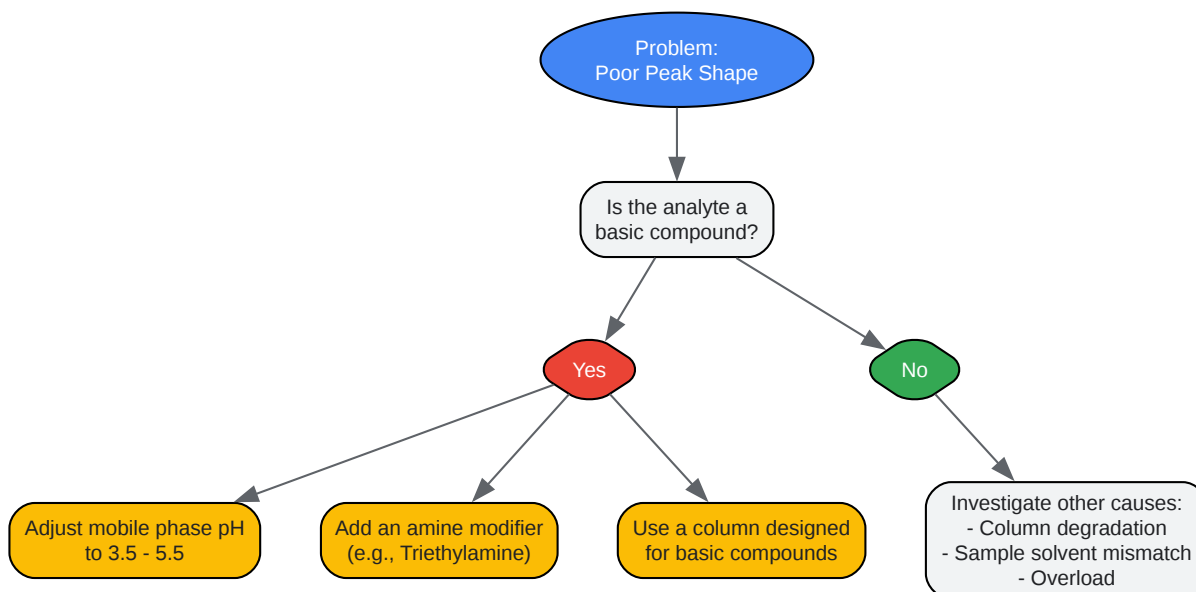 Problem:
Poor Peak Shape
Is the analyte a
basic compound?
Yes
No
Adjust mobile phase pH
to 3.5 - 5.5
Add an amine modifier
(e.g., Triethylamine)
Use a column designed
for basic compounds
Investigate other causes:
- Column degradation
- Sample solvent mismatch
- Overload